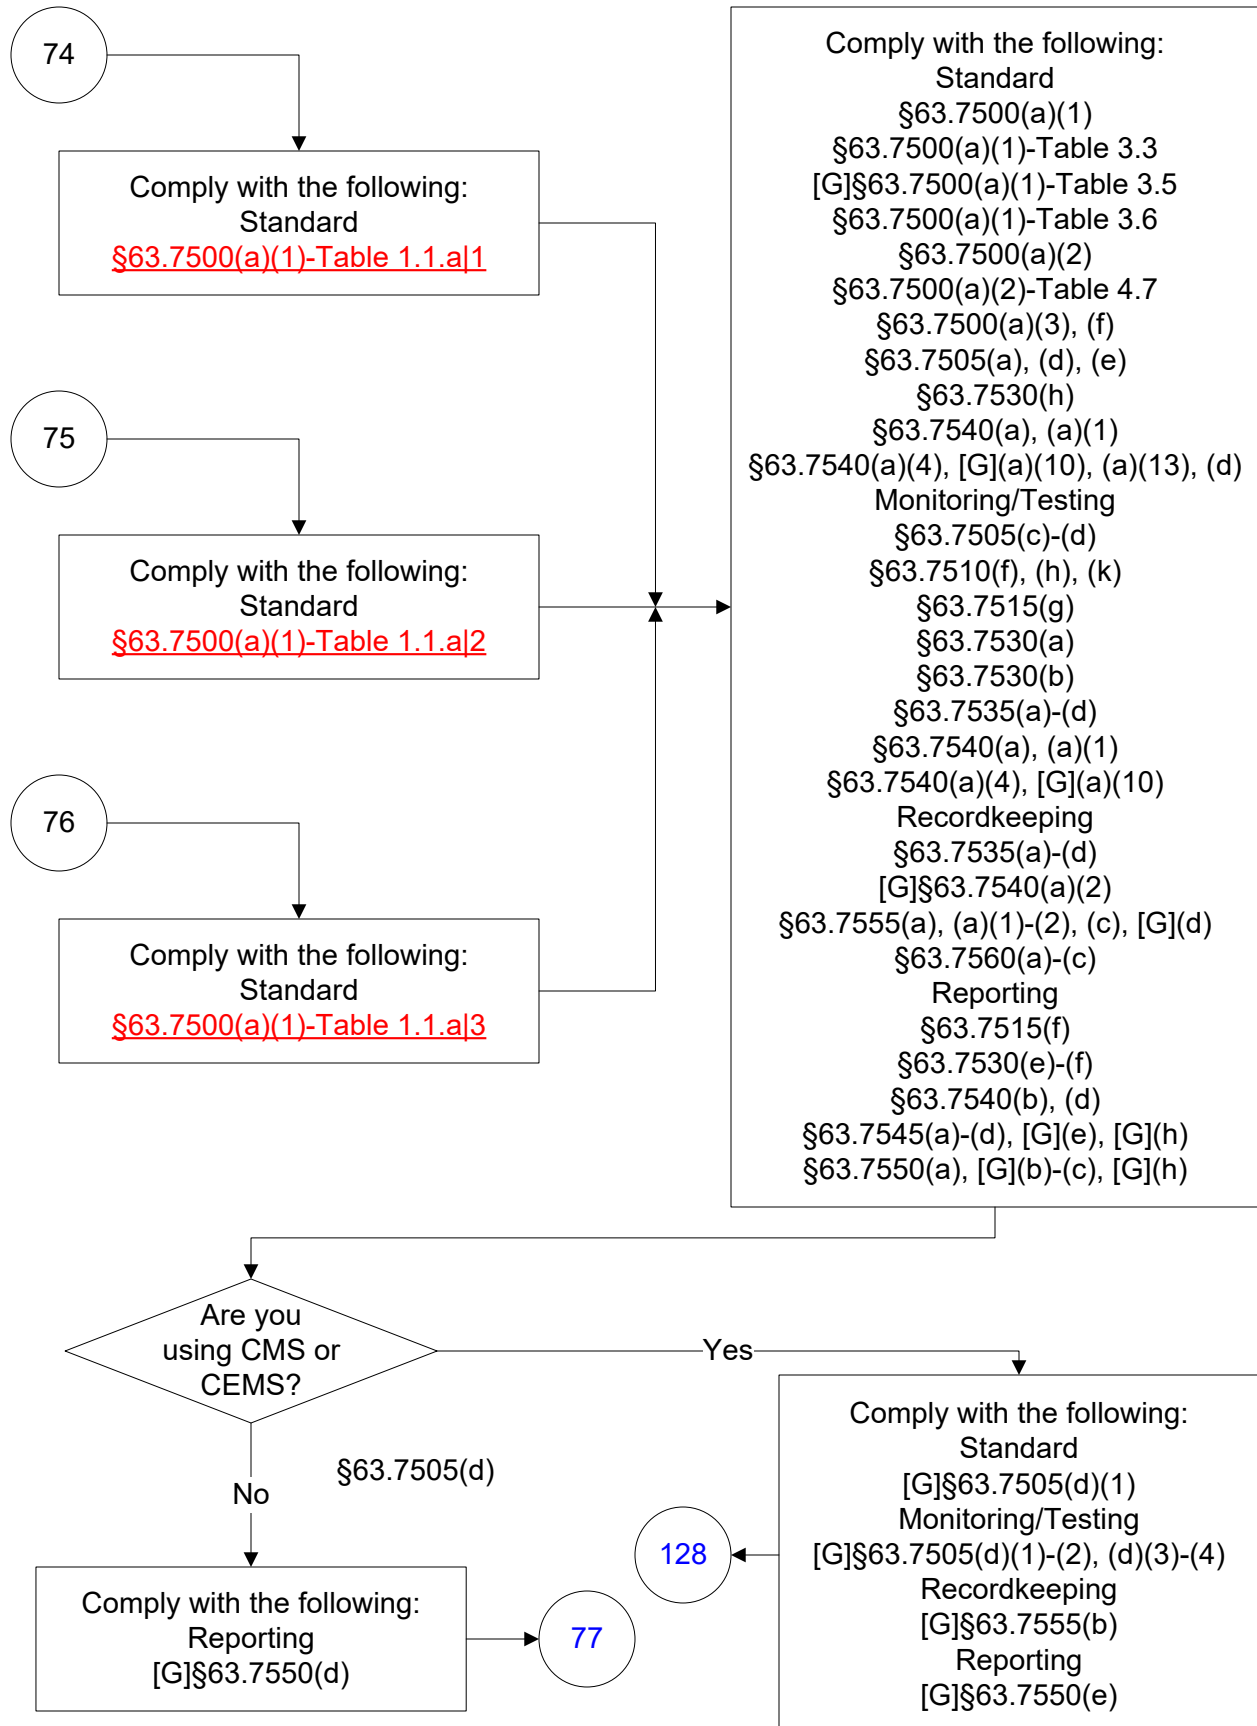 74
Comply with the following:
Standard
§63.7500(a)(1)-Table 1.1.a|1
75
Comply with the following:
Standard
§63.7500(a)(1)-Table 1.1.a|2
76
Comply with the following:
Standard
§63.7500(a)(1)-Table 1.1.a|3
Comply with the following:
Standard
§63.7500(a)(1)
§63.7500(a)(1)-Table 3.3
[G]§63.7500(a)(1)-Table 3.5
§63.7500(a)(1)-Table 3.6
§63.7500(a)(2)
§63.7500(a)(2)-Table 4.7
§63.7500(a)(3), (f)
§63.7505(a), (d), (e)
§63.7530(h)
§63.7540(a), (a)(1)
§63.7540(a)(4), [G](a)(10), (a)(13), (d)
Monitoring/Testing
§63.7505(c)-(d)
§63.7510(f), (h), (k)
§63.7515(g)
§63.7530(a)
§63.7530(b)
§63.7535(a)-(d)
§63.7540(a), (a)(1)
§63.7540(a)(4), [G](a)(10)
Recordkeeping
§63.7535(a)-(d)
[G]§63.7540(a)(2)
§63.7555(a), (a)(1)-(2), (c), [G](d)
§63.7560(a)-(c)
Reporting
§63.7515(f)
§63.7530(e)-(f)
§63.7540(b), (d)
§63.7545(a)-(d), [G](e), [G](h)
§63.7550(a), [G](b)-(c), [G](h)
Are you
using CMS or
CEMS?
Yes
No
§63.7505(d)
Comply with the following:
Reporting
[G]§63.7550(d)
77
128
Comply with the following:
Standard
[G]§63.7505(d)(1)
Monitoring/Testing
[G]§63.7505(d)(1)-(2), (d)(3)-(4)
Recordkeeping
[G]§63.7555(b)
Reporting
[G]§63.7550(e)